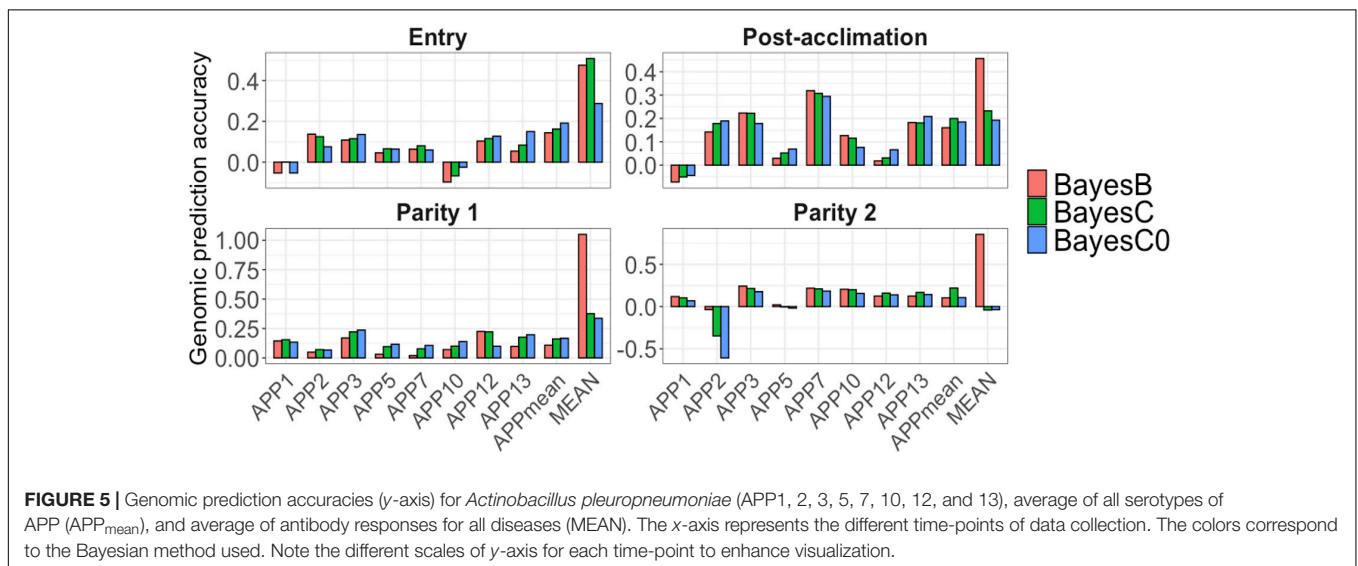 Entry
Post-acclimation
Genomic prediction accuracy
0.4
0.2
0.0
0.4
0.3
0.2
0.1
0.0
Parity 1
Parity 2
Genomic prediction accuracy
1.00
0.75
0.50
0.25
0.00
0.5
0.0
-0.5
APP1
APP2
APP3
APP5
APP7
APP10
APP12
APP13
APPmean
MEAN
APP1
APP2
APP3
APP5
APP7
APP10
APP12
APP13
APPmean
MEAN
BayesB
BayesC
BayesC0
FIGURE 5 | Genomic prediction accuracies (y-axis) for Actinobacillus pleuropneumoniae (APP1, 2, 3, 5, 7, 10, 12, and 13), average of all serotypes of
APP (APPmean), and average of antibody responses for all diseases (MEAN). The x-axis represents the different time-points of data collection. The colors correspond
to the Bayesian method used. Note the different scales of y-axis for each time-point to enhance visualization.